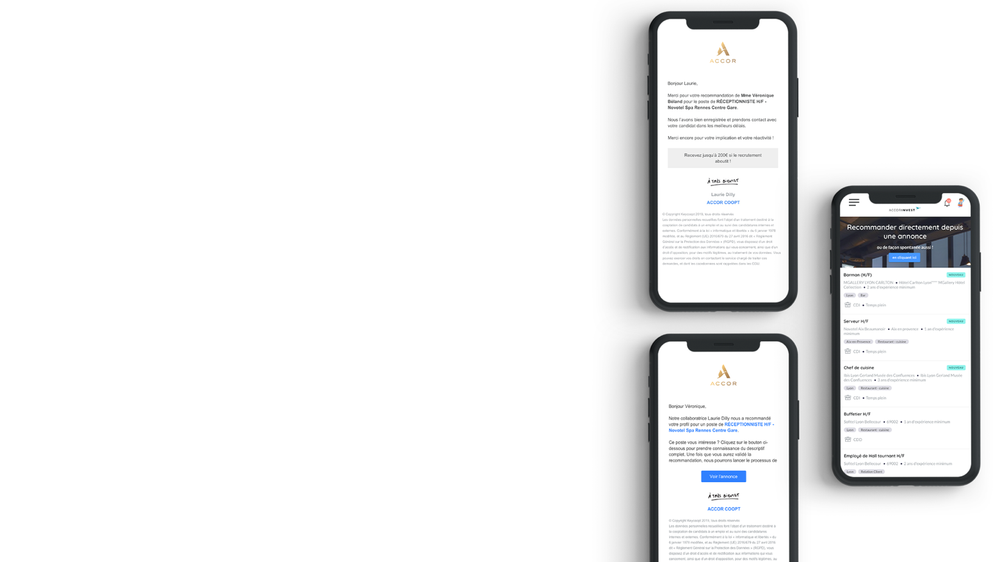 ACCOR
Bonjour Laurie,
Merci pour votre recommandation de Mme Véronique
Béland pour le poste de RÉCEPTIONNISTE H/F -
Novotel Spa Rennes Centre Gare.
Nous l'avons bien enregistrée et prendons contact avec
votre candidat dans les meilleurs délais.
Merci encore pour votre implication et votre réactivité !
Recevez jusqu'à 200€ si le recrutement
aboutit !
À TRÈS BIENTÔT
Laurie Dilly
ACCOR COOPT
© Copyright Keycoopt 2019, tous droits réservés.
Les données personnelles recueillies font l'objet d'un traitement destiné à la
cooptation de candidats à un emploi et au suivi des candidatures internes et
externes. Conformément à la loi « informatique et liberté » du 6 janvier 1978
modifiée, et au Règlement (UE) 2016/679 du 27 avril 2016 dit « Règlement
Général sur la Protection des Données » (RGPD), vous disposez d'un droit
d'accès et de rectification aux informations qui vous concernent, ainsi que d'un
droit d'opposition, pour des motifs légitimes, au traitement de vos données. Vous
pouvez exercer vos droits en contactant le service chargé de traiter ces
demandes, et dont les coordonnées sont rappelées dans les CGU.
ACCORINVEST
Recommander directement depuis
une annonce
ou de façon spontanée aussi !
en cliquant ici
Barman (H/F)
NOUVEAU
MGALLERY LYON CARLTON • Hôtel Carlton Lyon**** MGallery Hôtel
Collection • 2 ans d'expérience minimum
Lyon Bar
CDI • Temps plein
Serveur H/F
NOUVEAU
Novotel Aix Beaumanoir • Aix en provence • 1 an d'expérience
minimum
Aix-en-Provence Restaurant - cuisine
CDI • Temps plein
Chef de cuisine
NOUVEAU
Ibis Lyon Gerland Musée des Confluences • Ibis Lyon Gerland Musée
des Confluences • 3 ans d'expérience minimum
Lyon Restaurant - cuisine
CDI • Temps plein
Buffetier H/F
Sofitel Lyon Bellecour • 69002 • 1 an d'expérience minimum
Lyon Restaurant - cuisine
CDD
Employé de Hall tournant H/F
Sofitel Lyon Bellecour • 69002 • 2 ans d'expérience minimum
Lyon Relation Client
ACCOR
Bonjour Véronique,
Notre collaboratrice Laurie Dilly nous a recommandé
votre profil pour un poste de RÉCEPTIONNISTE H/F -
Novotel Spa Rennes Centre Gare.
Ce poste vous intéresse ? Cliquez sur le bouton ci-
dessous pour prendre connaissance du descriptif
complet. Une fois que vous aurez validé la
recommandation, nous pourrons lancer le processus de
Voir l'annonce
À TRÈS BIENTÔT
ACCOR COOPT
© Copyright Keycoopt 2019, tous droits réservés.
Les données personnelles recueillies font l'objet d'un traitement destiné à
la cooptation de candidats à un emploi et au suivi des candidatures
internes et externes. Conformément à la loi « informatique et libertés » du
6 janvier 1978 modifiée, et au Règlement (UE) 2016/679 du 27 avril 2016
dit « Règlement Général sur la Protection des Données » (RGPD), vous
disposez d'un droit d'accès et de rectification aux informations qui vous
concernent, ainsi que d'un droit d'opposition, pour des motifs légitimes, au